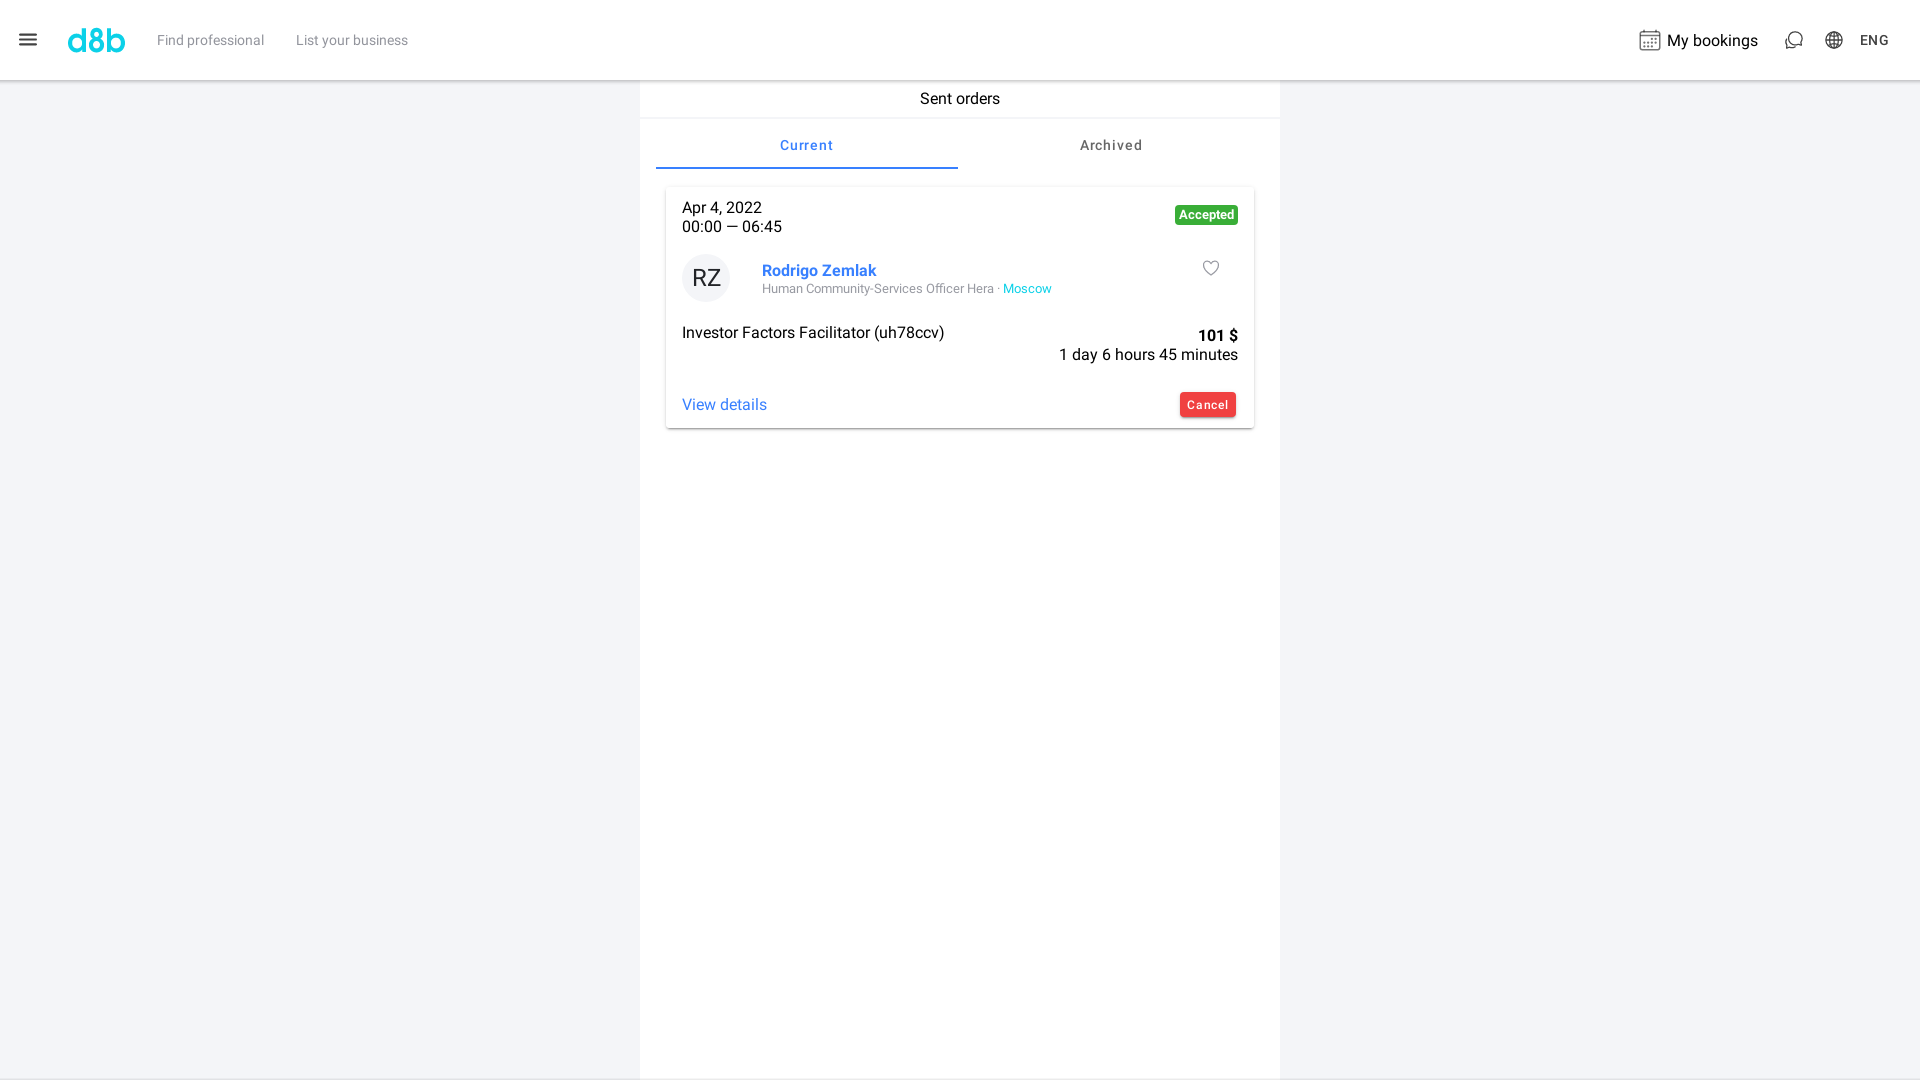 d8b
Find professional
List your business
My bookings
ENG
Sent orders
Current
Archived
Apr 4, 2022
00:00 — 06:45
Accepted
RZ
Rodrigo Zemlak
Human Community-Services Officer Hera · Moscow
Investor Factors Facilitator (uh78ccv)
101 $
1 day 6 hours 45 minutes
View details
Cancel